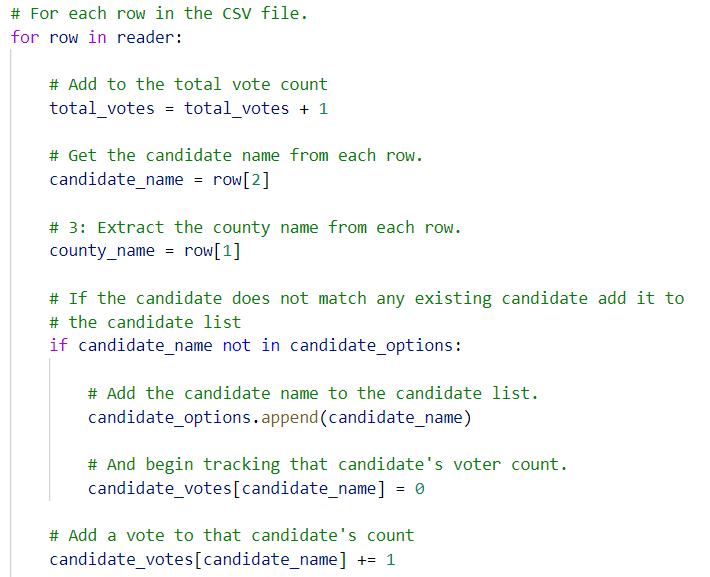 # For each row in the CSV file.
for row in reader:
# Add to the total vote count
total_votes = total_votes + 1
# Get the candidate name from each row.
candidate_name = row[2]
# 3: Extract the county name from each row.
county_name = row[1]
# If the candidate does not match any existing candidate add it to
# the candidate list
if candidate_name not in candidate_options:
# Add the candidate name to the candidate list.
candidate_options.append(candidate_name)
# And begin tracking that candidate's voter count.
candidate_votes[candidate_name] = 0
# Add a vote to that candidate's count
candidate_votes[candidate_name] += 1